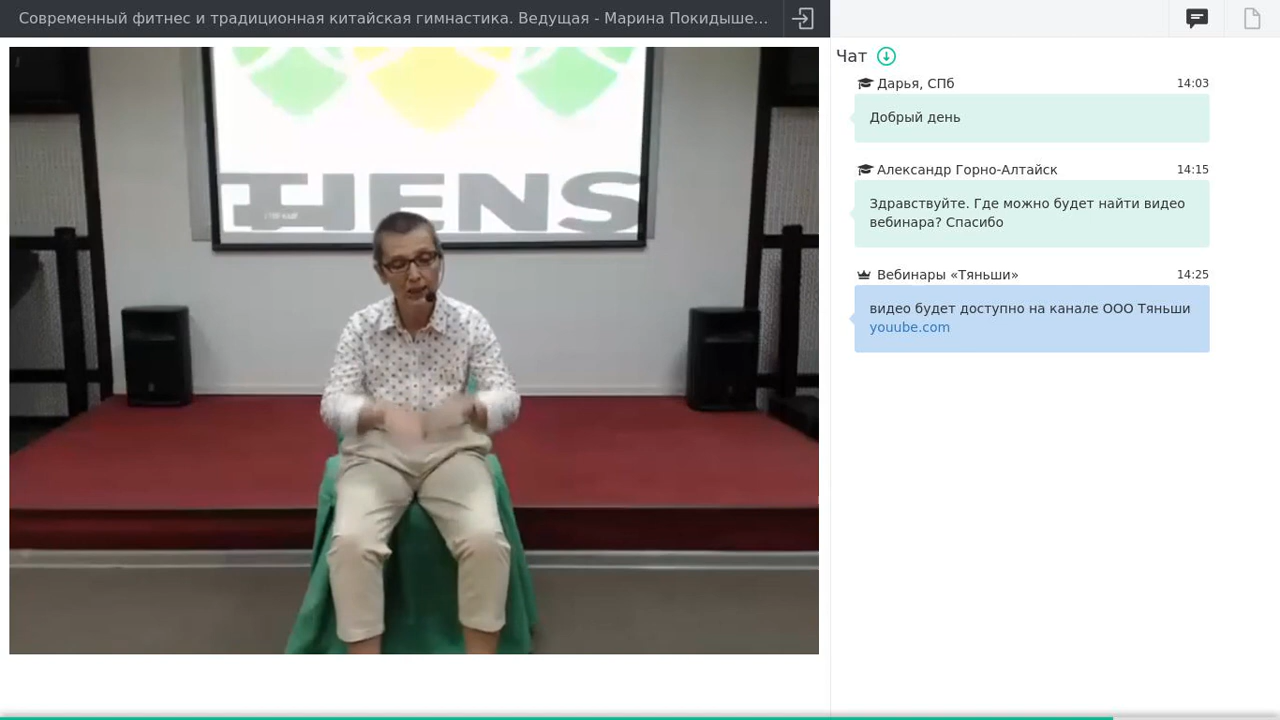 Современный фитнес и традиционная китайская гимнастика. Ведущая - Марина Покидыше...
TIENS
Чат
Дарья, СПб 14:03
Добрый день
Александр Горно-Алтайск 14:15
Здравствуйте. Где можно будет найти видео
вебинара? Спасибо
Вебинары «Тяньши» 14:25
видео будет доступно на канале ООО Тяньши
youube.com